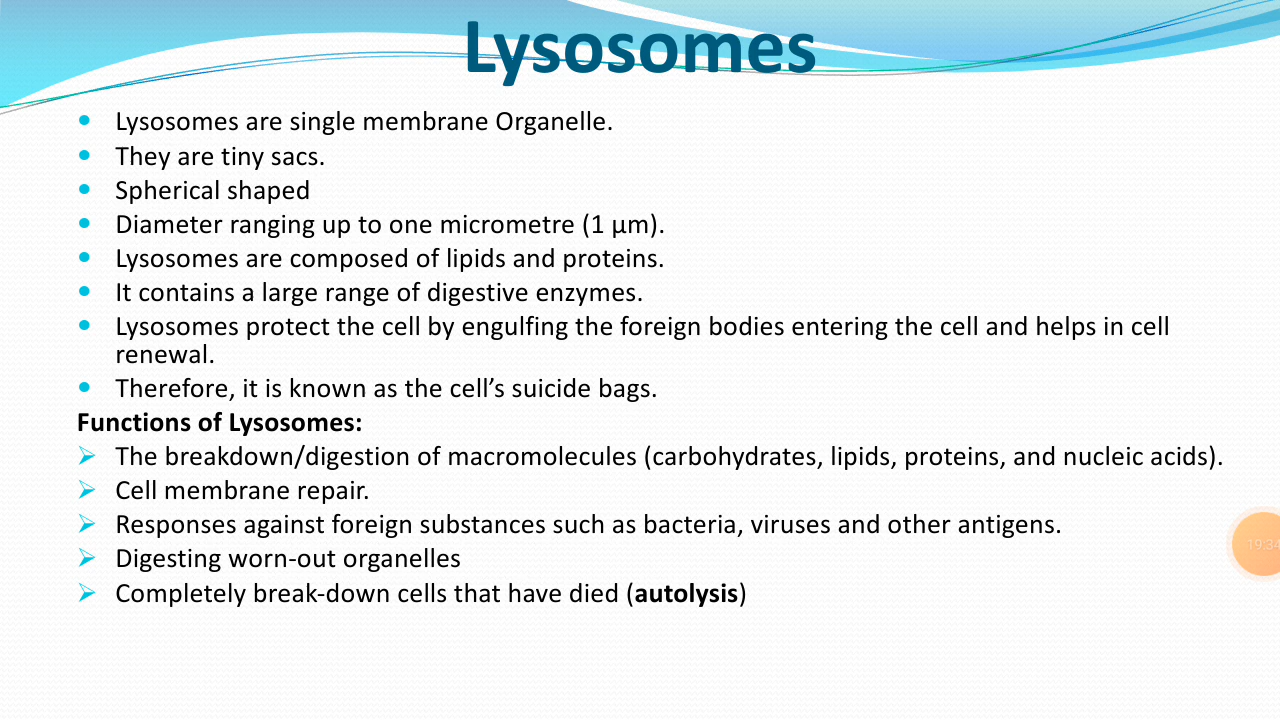 Lysosomes
Lysosomes are single membrane Organelle.
They are tiny sacs.
Spherical shaped
Diameter ranging up to one micrometre (1 µm).
Lysosomes are composed of lipids and proteins.
It contains a large range of digestive enzymes.
Lysosomes protect the cell by engulfing the foreign bodies entering the cell and helps in cell
renewal.
Therefore, it is known as the cell’s suicide bags.
Functions of Lysosomes:
The breakdown/digestion of macromolecules (carbohydrates, lipids, proteins, and nucleic acids).
Cell membrane repair.
Responses against foreign substances such as bacteria, viruses and other antigens.
Digesting worn-out organelles
Completely break-down cells that have died (autolysis)
19:34